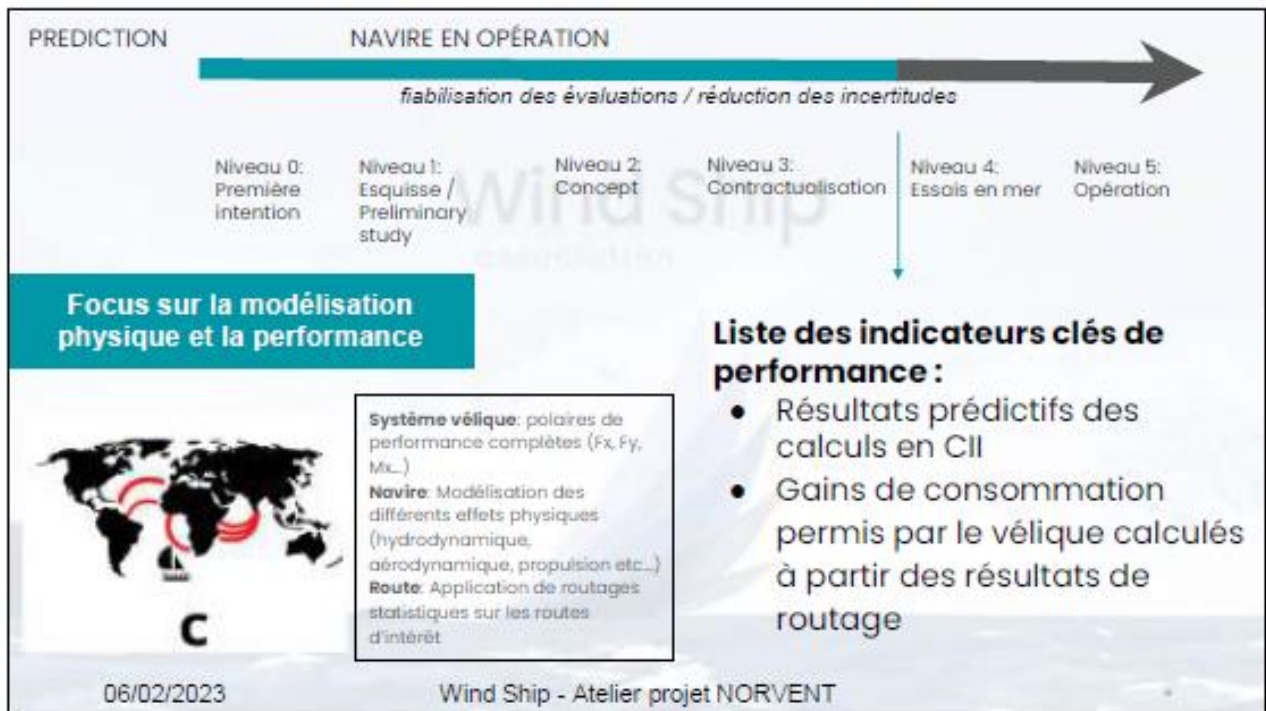 PREDICTION
NAVIRE EN OPÉRATION
fiabilisation des évaluations / réduction des incertitudes
Niveau 0:
Première
intention
Niveau 1:
Esquisse /
Preliminary
study
Niveau 2:
Concept
Niveau 3:
Contractualisation
Niveau 4:
Essais en mer
Niveau 5:
Opération
Wind Ship
association
Focus sur la modélisation
physique et la performance
C
Système vélique: polaires de
performance complètes (Fx, Fy,
Mx...)
Navire: Modélisation des
différents effets physiques
(hydrodynamique,
aérodynamique, propulsion etc...)
Route: Application de routages
statistiques sur les routes
d'intérêt
Liste des indicateurs clés de
performance :
● Résultats prédictifs des
calculs en CII
● Gains de consommation
permis par le vélique calculés
à partir des résultats de
routage
06/02/2023
Wind Ship - Atelier projet NORVENT